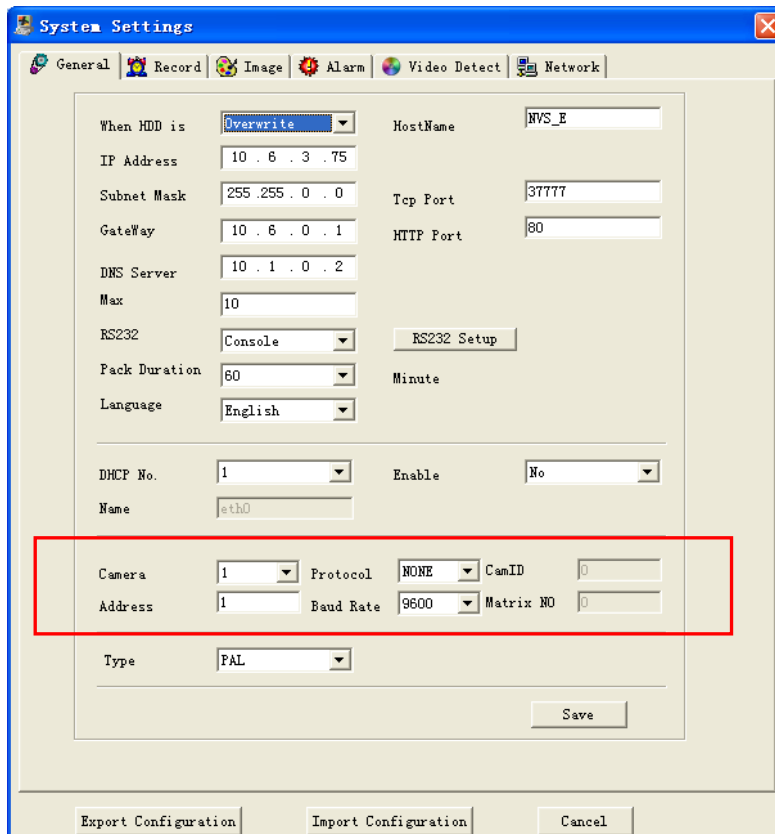 System Settings
General Record Image Alarm Video Detect Network
When HDD is Overwrite HostName NVS_E
IP Address 10 . 6 . 3 . 75
Subnet Mask 255 . 255 . 0 . 0 Tcp Port 37777
GateWay 10 . 6 . 0 . 1 HTTP Port 80
DNS Server 10 . 1 . 0 . 2
Max 10
RS232 Console RS232 Setup
Pack Duration 60 Minute
Language English
DHCP No. 1 Enable No
Name eth0
Camera 1 Protocol NONE CamID 0
Address 1 Baud Rate 9600 Matrix NO 0
Type PAL
Save
Export Configuration Import Configuration Cancel